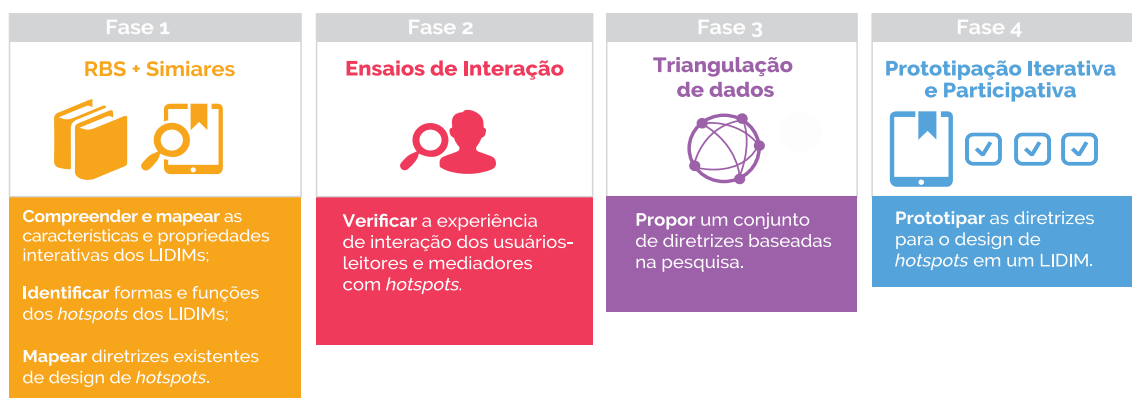 Fase 1
RBS + Simiares
Compreender e mapear as
características e propriedades
interativas dos LIDIMs;
Identificar formas e funções
dos hotspots dos LIDIMs;
Mapear diretrizes existentes
de design de hotspots.
Fase 2
Ensaios de Interação
Verificar a experiência
de interação dos usuários-
leitores e mediadores
com hotspots.
Fase 3
Triangulação
de dados
Propor um conjunto
de diretrizes baseadas
na pesquisa.
Fase 4
Prototipação Iterativa
e Participativa
Prototipar as diretrizes
para o design de
hotspots em um LIDIM.